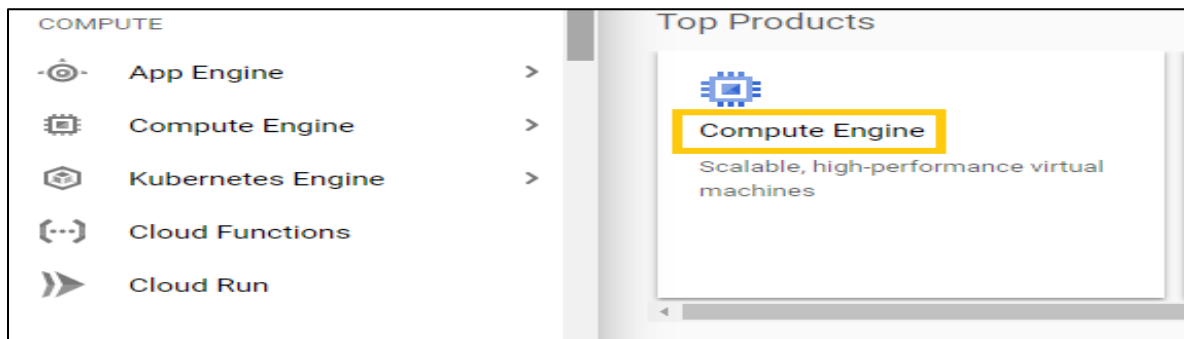 COMPUTE
App Engine
Compute Engine
Kubernetes Engine
Cloud Functions
Cloud Run
Top Products
Compute Engine
Scalable, high-performance virtual
machines